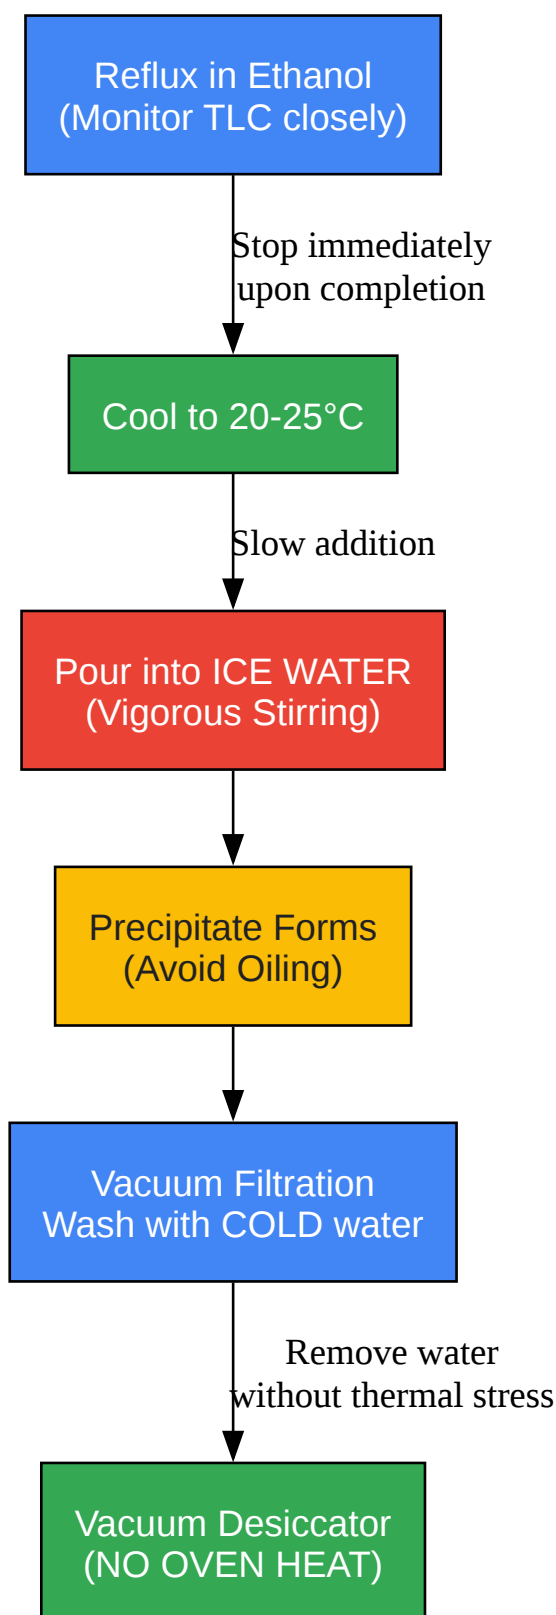 Reflux in Ethanol
(Monitor TLC closely)
Stop immediately
upon completion
Cool to 20-25°C
Slow addition
Pour into ICE WATER
(Vigorous Stirring)
Precipitate Forms
(Avoid Oiling)
Vacuum Filtration
Wash with COLD water
Remove water
without thermal stress
Vacuum Desiccator
(NO OVEN HEAT)